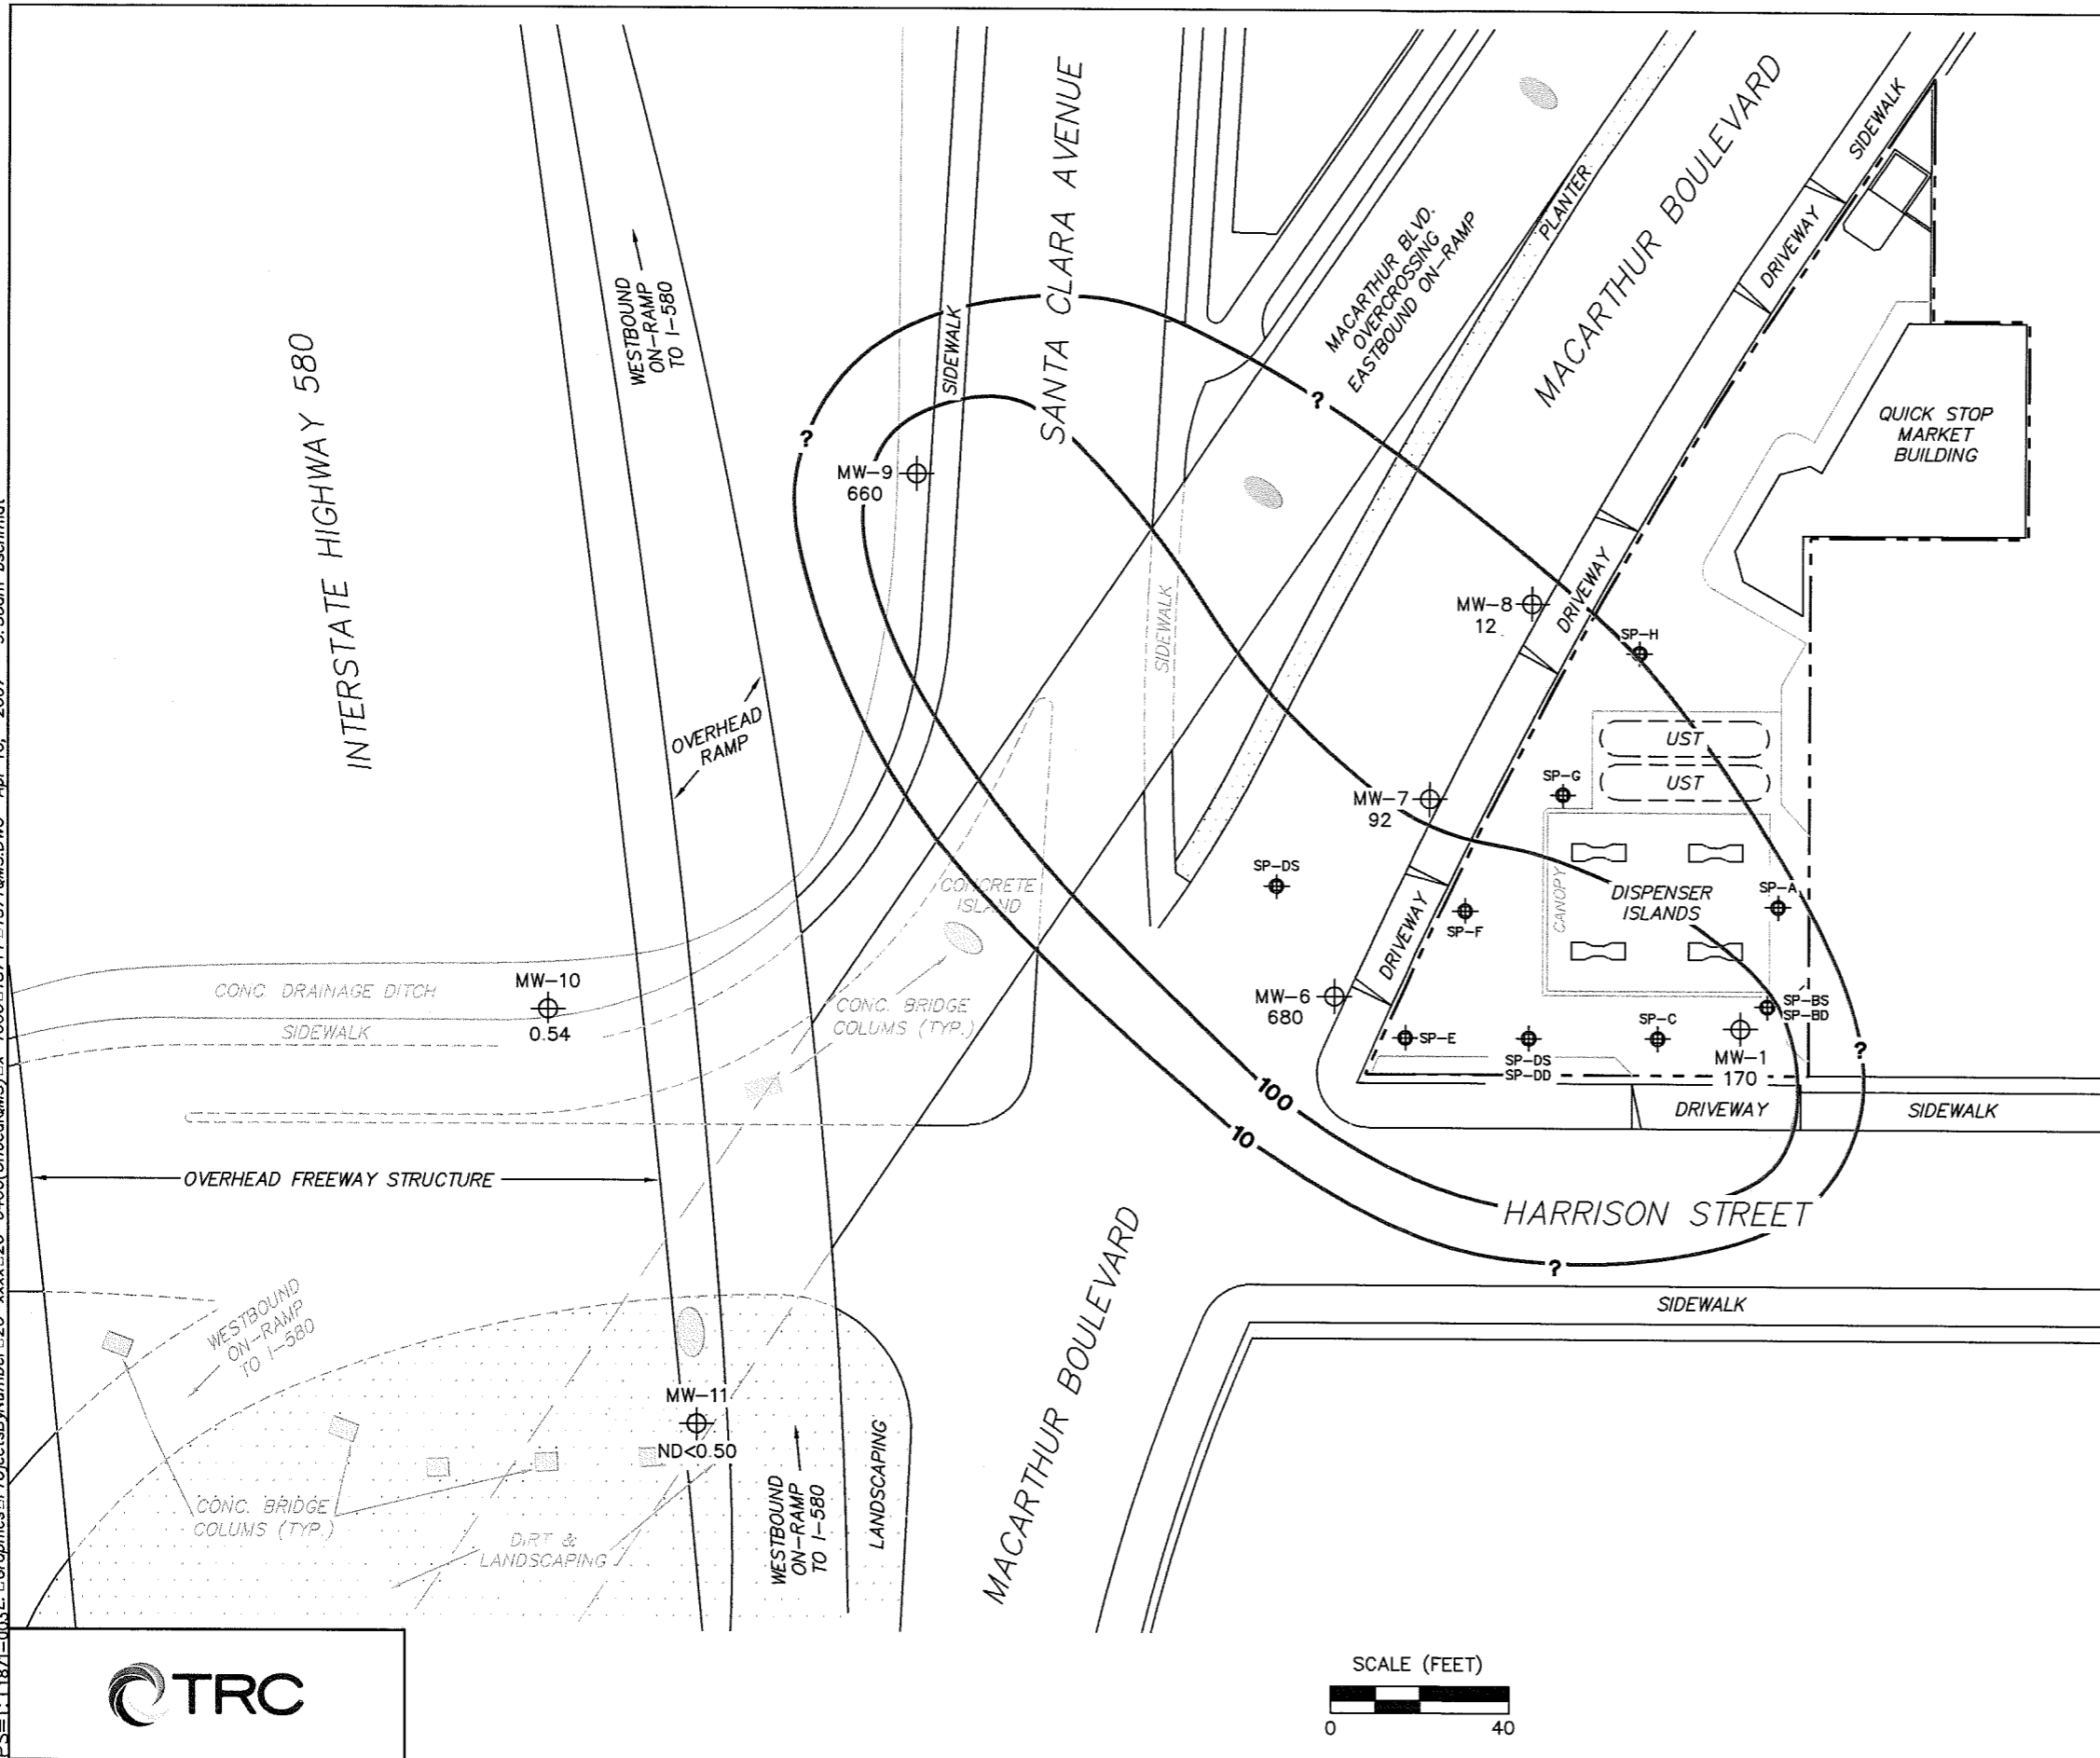 SANTA CLARA AVENUE
MACARTHUR BOULEVARD
SIDEWALK
DRIVEWAY
PLANTER
MACARTHUR BLVD.
OVERCROSSING
EASTBOUND ON-RAMP
WESTBOUND
ON-RAMP
TO I-580
INTERSTATE HIGHWAY 580
SIDEWALK
?
?
QUICK STOP
MARKET
BUILDING
MW-9
660
SIDEWALK
MW-8
12
DRIVEWAY
SP-H
OVERHEAD
RAMP
UST
UST
SP-G
MW-7
92
SP-DS
CONCRETE
ISLAND
CANOPY
DISPENSER
ISLANDS
SP-A
SP-F
DRIVEWAY
MW-10
0.54
CONC. DRAINAGE DITCH
SIDEWALK
CONC. BRIDGE
COLUMS (TYP.)
MW-6
680
SP-BS
SP-BD
SP-E
SP-DS
SP-DD
SP-C
MW-1
170
?
100
10
DRIVEWAY
SIDEWALK
OVERHEAD FREEWAY STRUCTURE
HARRISON STREET
?
WESTBOUND
ON-RAMP
TO I-580
SIDEWALK
MACARTHUR BOULEVARD
MW-11
ND<0.50
WESTBOUND
ON-RAMP
TO I-580
LANDSCAPING
CONC. BRIDGE
COLUMS (TYP.)
DIRT &
LANDSCAPING
TRC
SCALE (FEET)
0 40